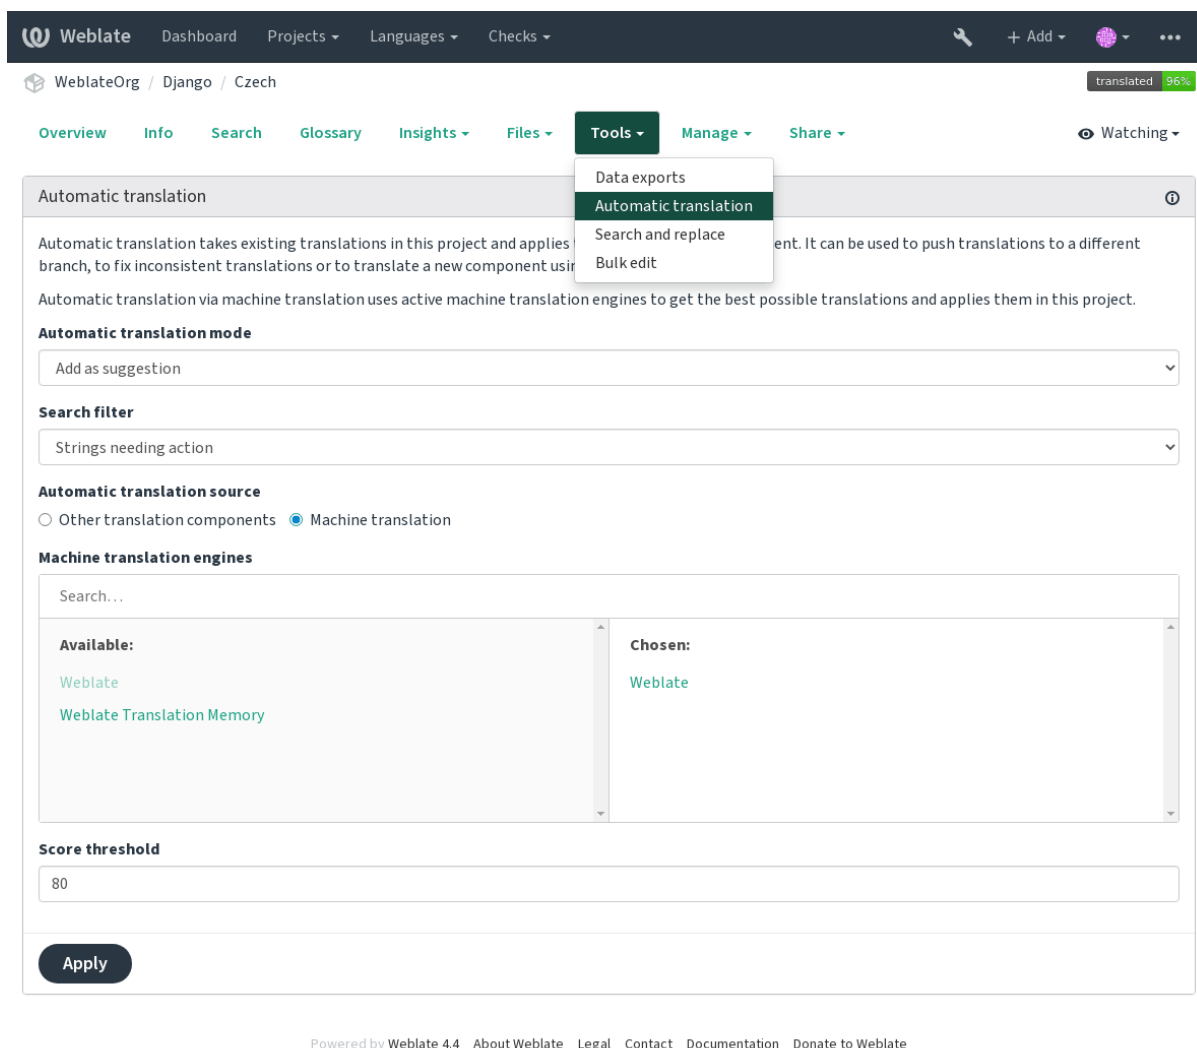 Weblate Dashboard Projects Languages Checks + Add
WeblateOrg / Django / Czech translated 96%
Overview Info Search Glossary Insights Files Tools Manage Share Watching
Data exports
Automatic translation
Search and replace
Bulk edit
Automatic translation
Automatic translation takes existing translations in this project and applies ent. It can be used to push translations to a different
branch, to fix inconsistent translations or to translate a new component usi
Automatic translation via machine translation uses active machine translation engines to get the best possible translations and applies them in this project.
Automatic translation mode
Add as suggestion
Search filter
Strings needing action
Automatic translation source
Other translation components Machine translation
Machine translation engines
Search…
Available: Chosen:
Weblate Weblate
Weblate Translation Memory
Score threshold
80
Apply
Powered by Weblate 4.4 About Weblate Legal Contact Documentation Donate to Weblate